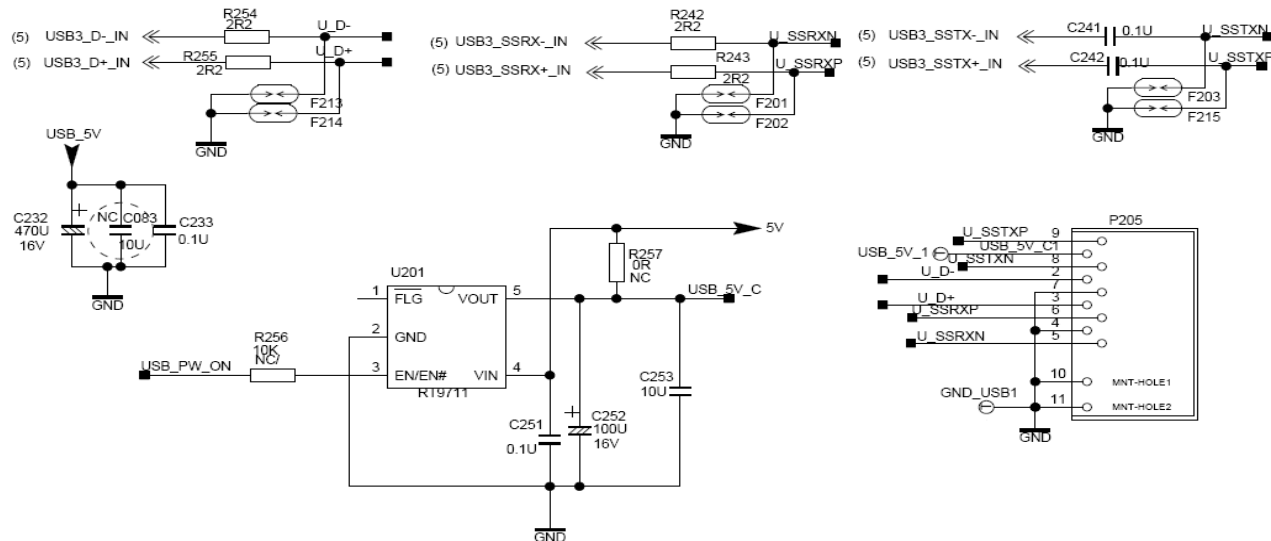 R254
2R2
U_D-
(5) USB3_D-_IN
U_D+
(5) USB3_D+_IN
R255
2R2
F213
F214
GND
R242
2R2
U_SSRXN
(5) USB3_SSRX-_IN
R243
U_SSRXP
(5) USB3_SSRX+_IN
2R2
F201
F202
GND
C241
0.1U
U_SSTXN
(5) USB3_SSTX-_IN
C242
0.1U
U_SSTXP
(5) USB3_SSTX+_IN
F203
F215
GND
USB_5V
C232
470U
16V
+
NC
C083
10U
C233
0.1U
GND
5V
R257
0R
NC
U201
1
FLG
VOUT
5
USB_5V_C
2
GND
R256
10K
NC/
USB_PW_ON
3
EN/EN#
VIN
4
RT9711
C251
0.1U
+
C252
100U
16V
C253
10U
GND
P205
U_SSTXP
9
USB_5V_1
USB_5V_C1
U_SSTXN
8
U_D-
2
7
U_D+
3
U_SSRXP
6
4
U_SSRXN
5
10
MNT-HOLE1
GND_USB1
11
MNT-HOLE2
GND